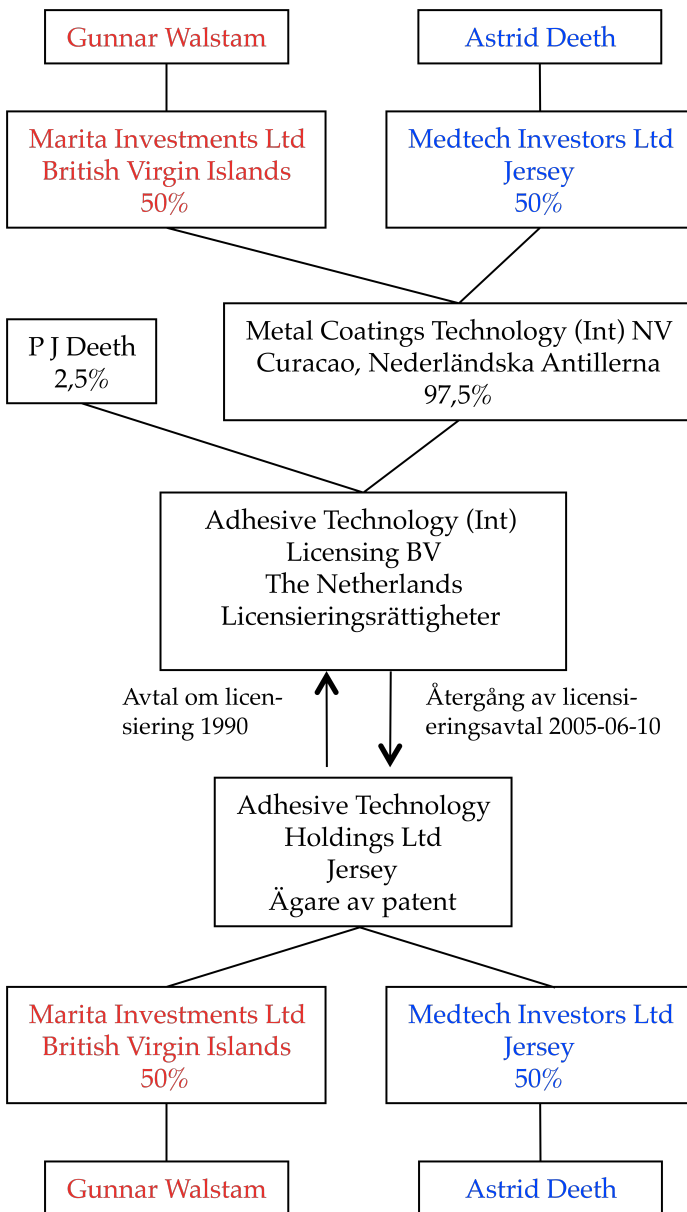 Gunnar Walstam
Astrid Deeth
Marita Investments Ltd
British Virgin Islands
50%
Medtech Investors Ltd
Jersey
50%
P J Deeth
2,5%
Metal Coatings Technology (Int) NV
Curacao, Nederländska Antillerna
97,5%
Adhesive Technology (Int)
Licensing BV
The Netherlands
Licensieringsrättigheter
Avtal om licen-
siering 1990
Återgång av licensi-
eringsavtal 2005-06-10
Adhesive Technology
Holdings Ltd
Jersey
Ägare av patent
Marita Investments Ltd
British Virgin Islands
50%
Medtech Investors Ltd
Jersey
50%
Gunnar Walstam
Astrid Deeth